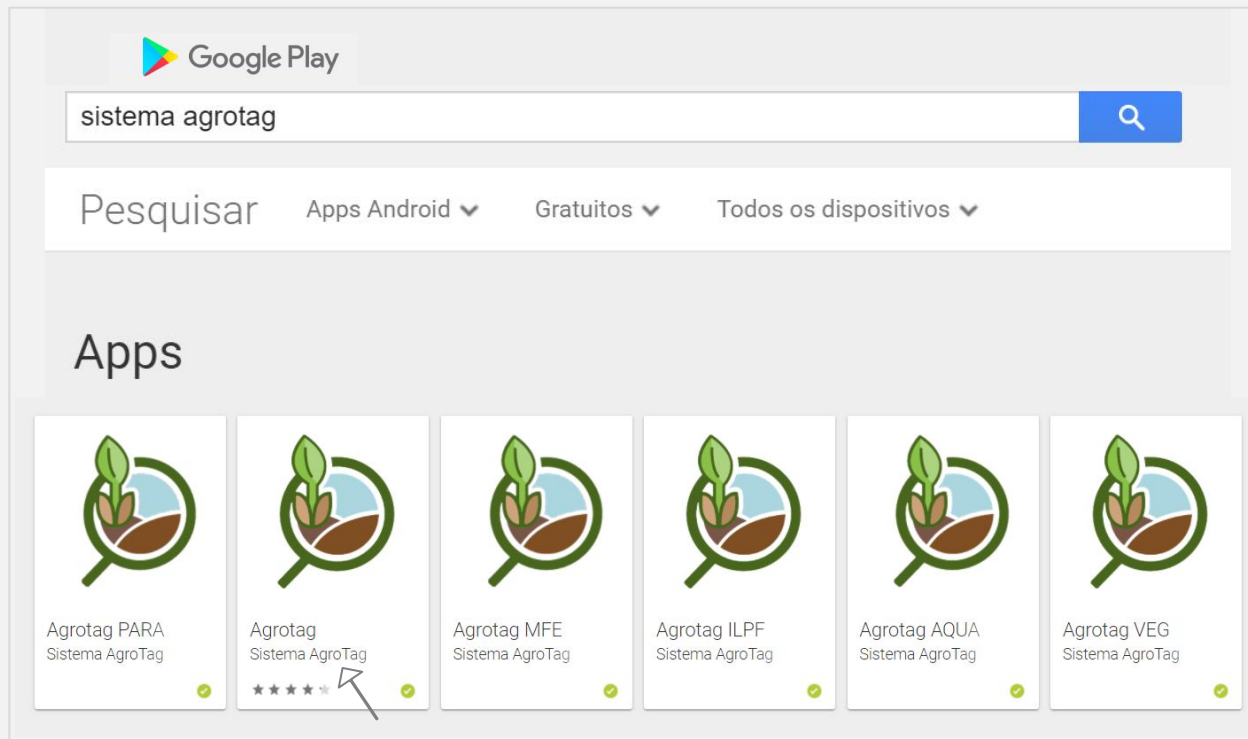 Google Play
sistema agrotag
Pesquisar Apps Android Gratuitos Todos os dispositivos
Apps
Agrotag PARA
Sistema AgroTag
Agrotag
Sistema AgroTag
Agrotag MFE
Sistema AgroTag
Agrotag ILPF
Sistema AgroTag
Agrotag AQUA
Sistema AgroTag
Agrotag VEG
Sistema AgroTag